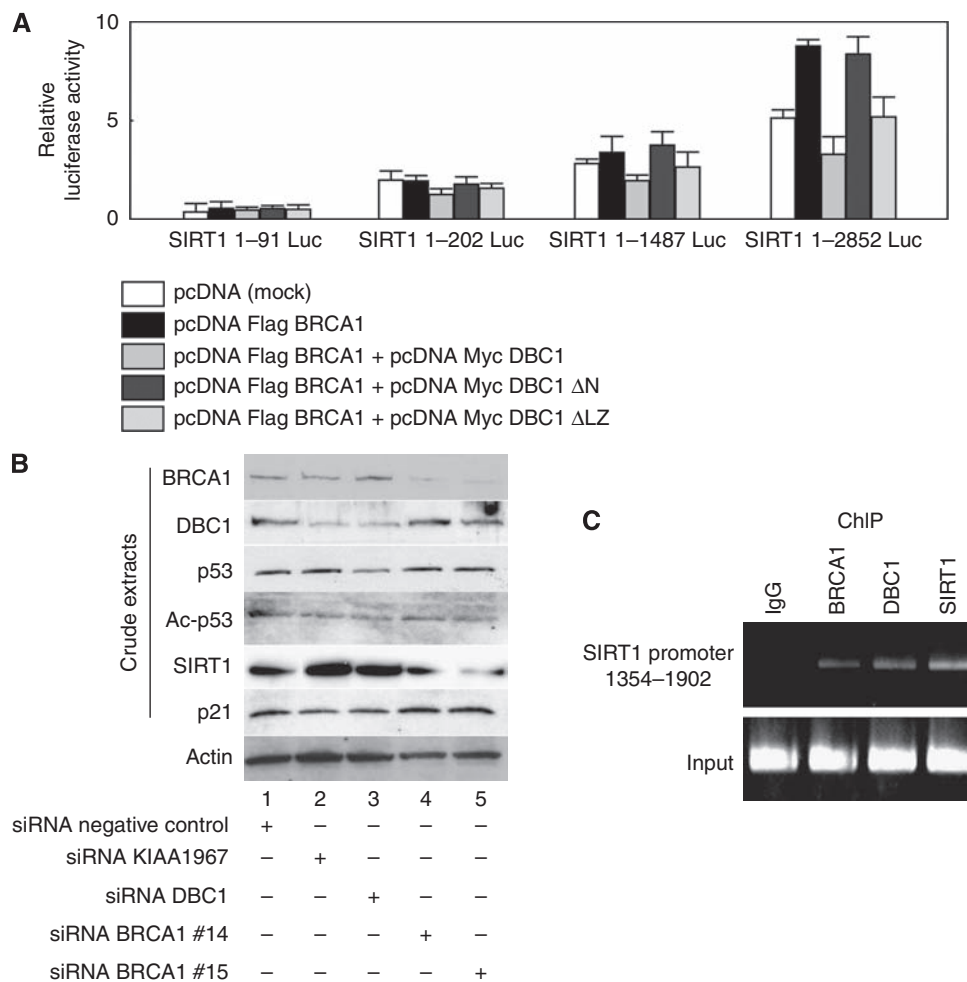 A
Relative
luciferase activity
10
5
0
SIRT1 1–91 Luc
SIRT1 1–202 Luc
SIRT1 1–1487 Luc
SIRT1 1–2852 Luc
pcDNA (mock)
pcDNA Flag BRCA1
pcDNA Flag BRCA1 + pcDNA Myc DBC1
pcDNA Flag BRCA1 + pcDNA Myc DBC1 ΔN
pcDNA Flag BRCA1 + pcDNA Myc DBC1 ΔLZ
B
Crude extracts
BRCA1
DBC1
p53
Ac-p53
SIRT1
p21
Actin
1 2 3 4 5
siRNA negative control + – – – –
siRNA KIAA1967 – + – – –
siRNA DBC1 – – + – –
siRNA BRCA1 #14 – – – + –
siRNA BRCA1 #15 – – – – +
C
ChIP
IgG
BRCA1
DBC1
SIRT1
SIRT1 promoter
1354–1902
Input